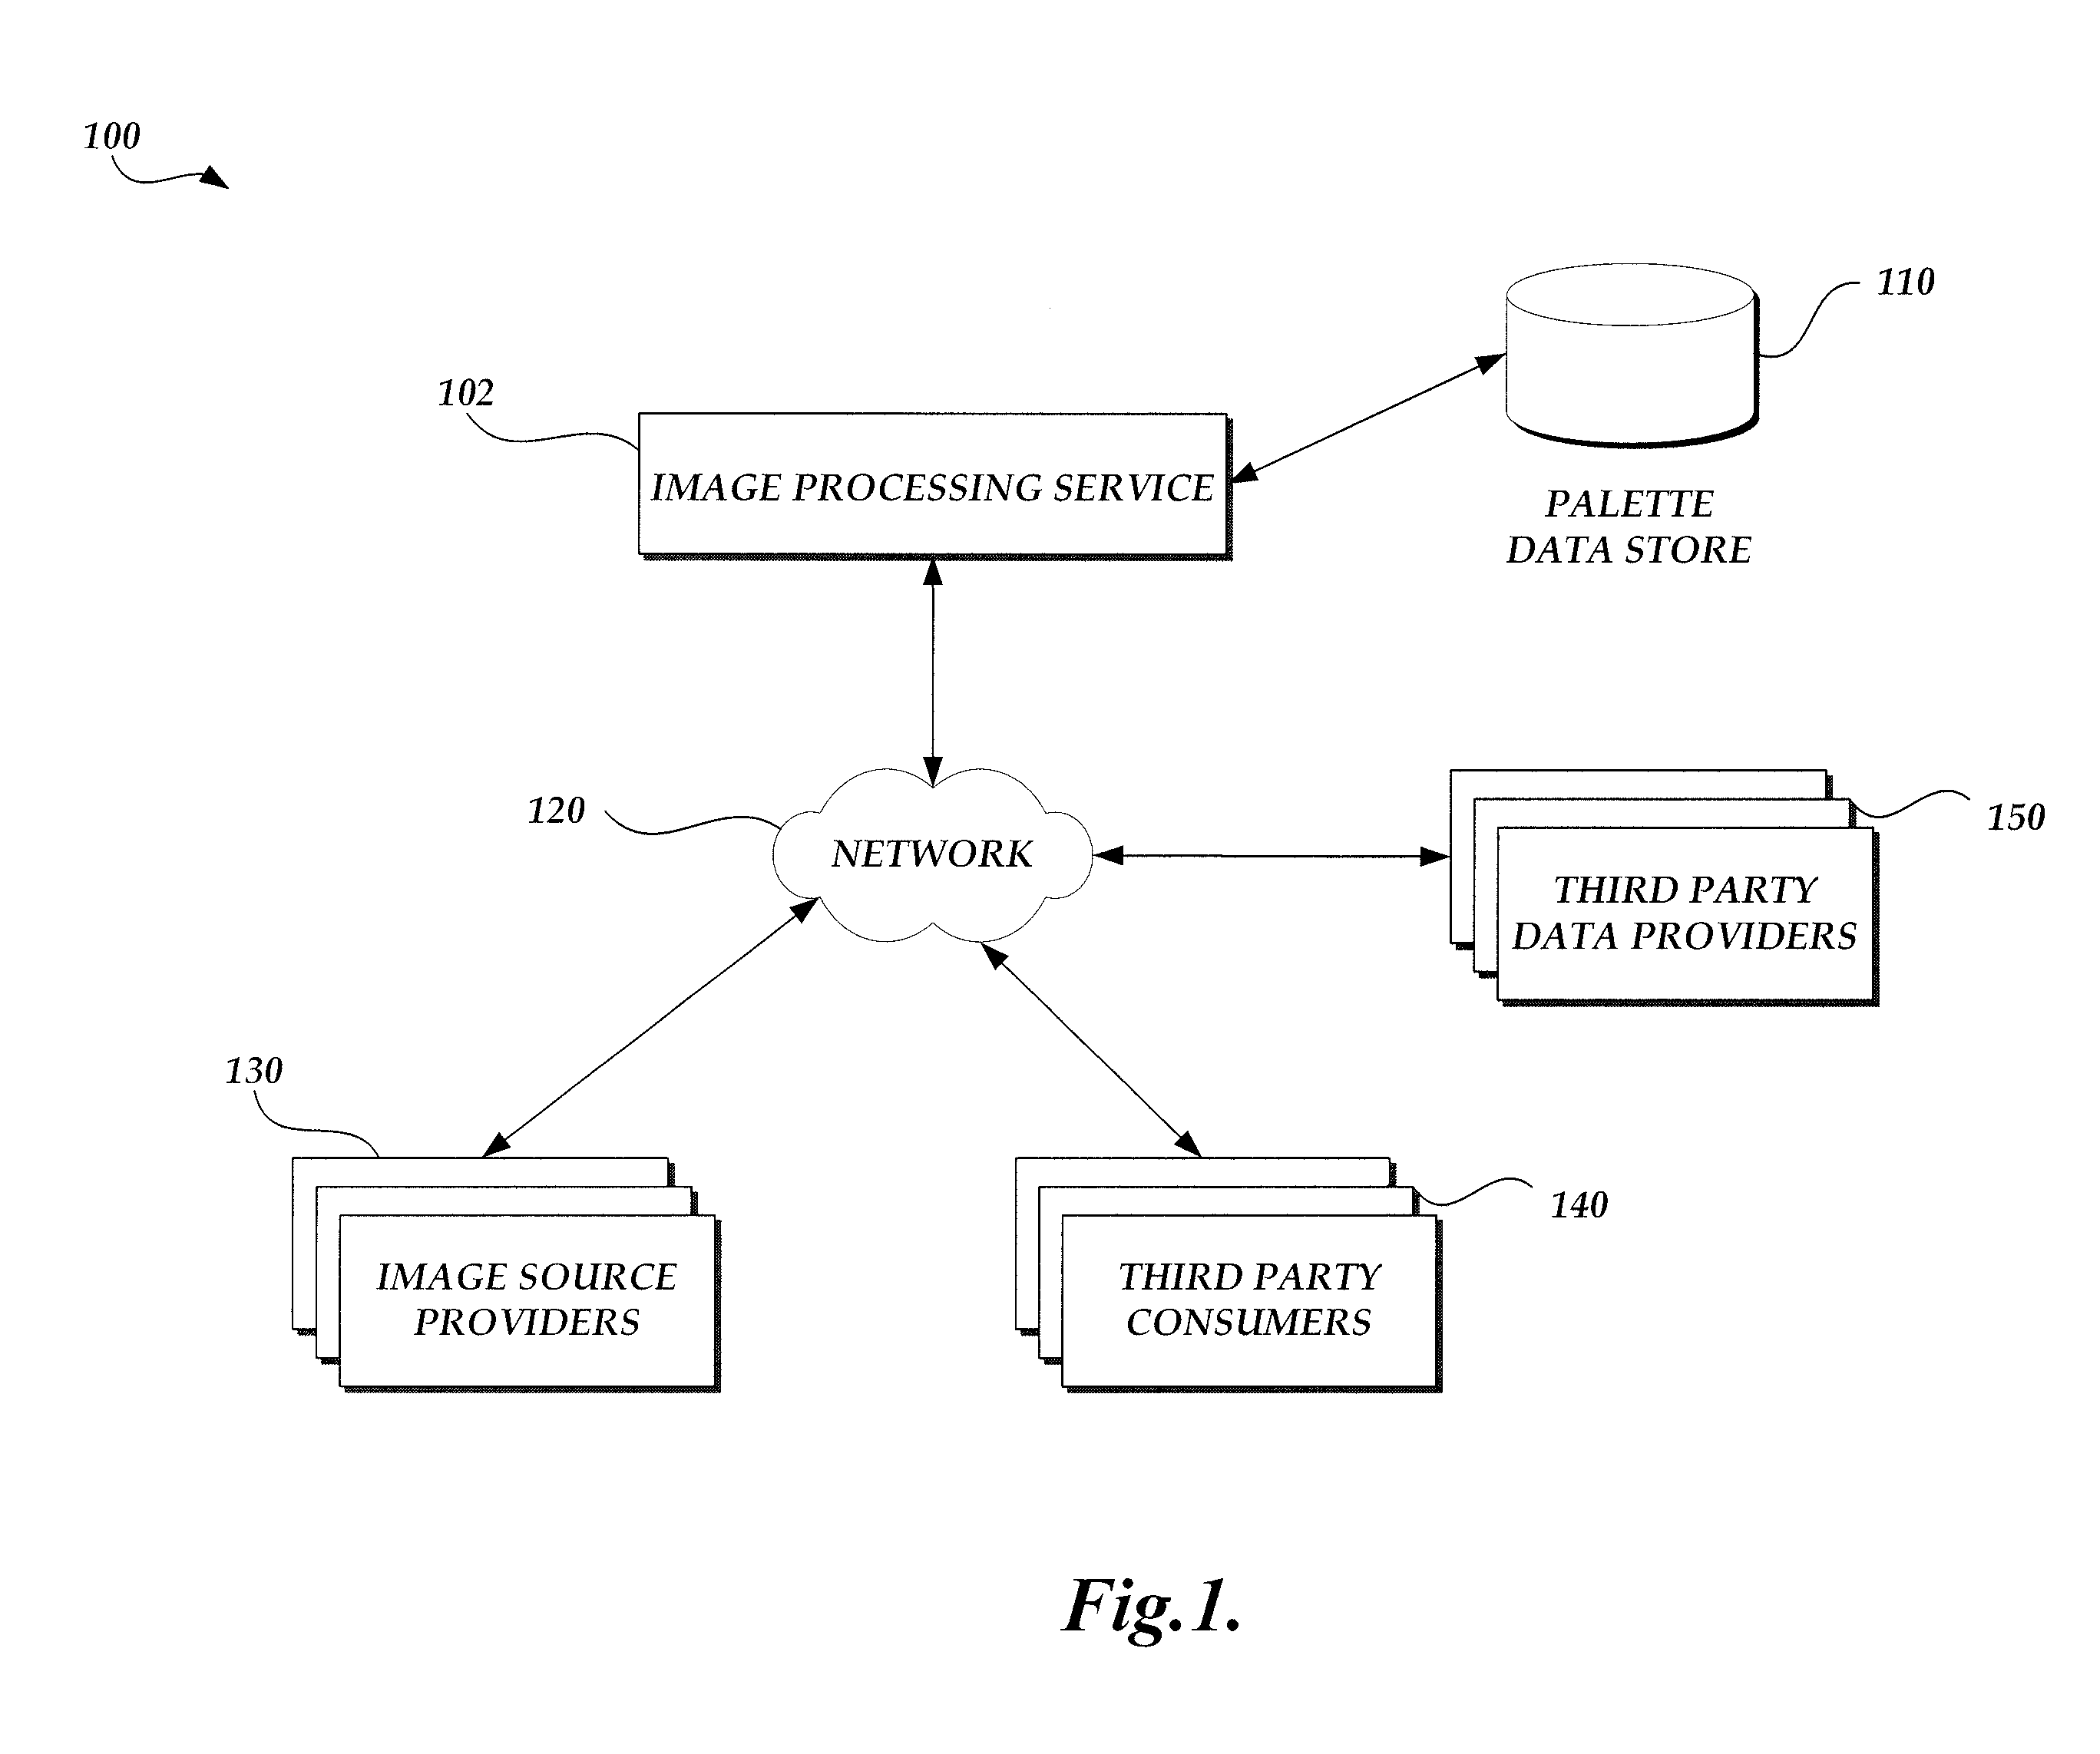 100
110
102
IMAGE PROCESSING SERVICE
PALETTE
DATA STORE
120
NETWORK
150
THIRD PARTY
DATA PROVIDERS
130
140
IMAGE SOURCE
PROVIDERS
THIRD PARTY
CONSUMERS
Fig.1.